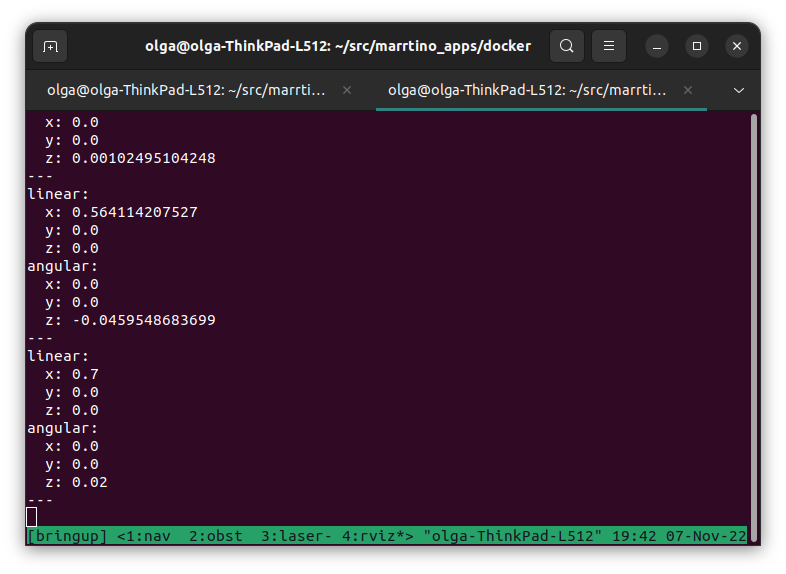 olga@olga-ThinkPad-L512: ~/src/marrtino_apps/docker
olga@olga-ThinkPad-L512: ~/src/marrti... × olga@olga-ThinkPad-L512: ~/src/marrti... ×
  x: 0.0
  y: 0.0
  z: 0.00102495104248
---
linear:
  x: 0.564114207527
  y: 0.0
  z: 0.0
angular:
  x: 0.0
  y: 0.0
  z: -0.0459548683699
---
linear:
  x: 0.7
  y: 0.0
  z: 0.0
angular:
  x: 0.0
  y: 0.0
  z: 0.02
---
[bringup] <1:nav  2:obst  3:laser- 4:rviz*> "olga-ThinkPad-L512" 19:42 07-Nov-22